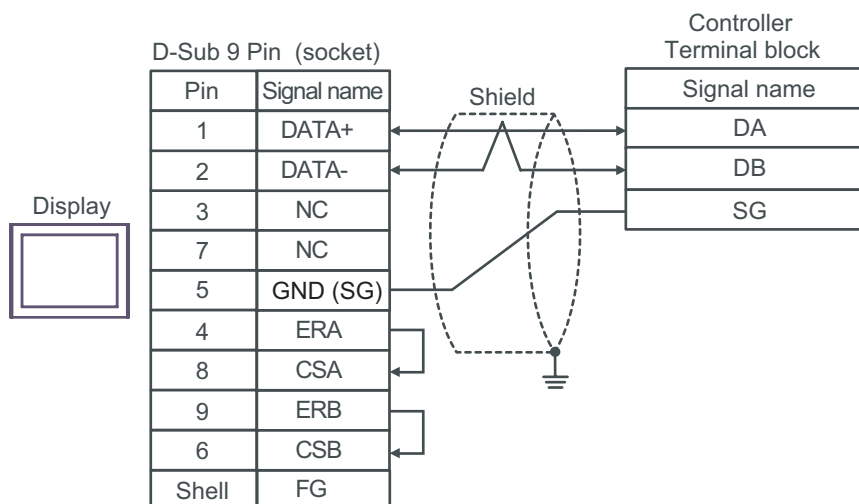 Controller
Terminal block
D-Sub 9 Pin (socket)
Pin Signal name
Shield
Signal name
1 DATA+
DA
2 DATA-
DB
Display
3 NC
SG
7 NC
5 GND (SG)
4 ERA
8 CSA
9 ERB
6 CSB
Shell FG